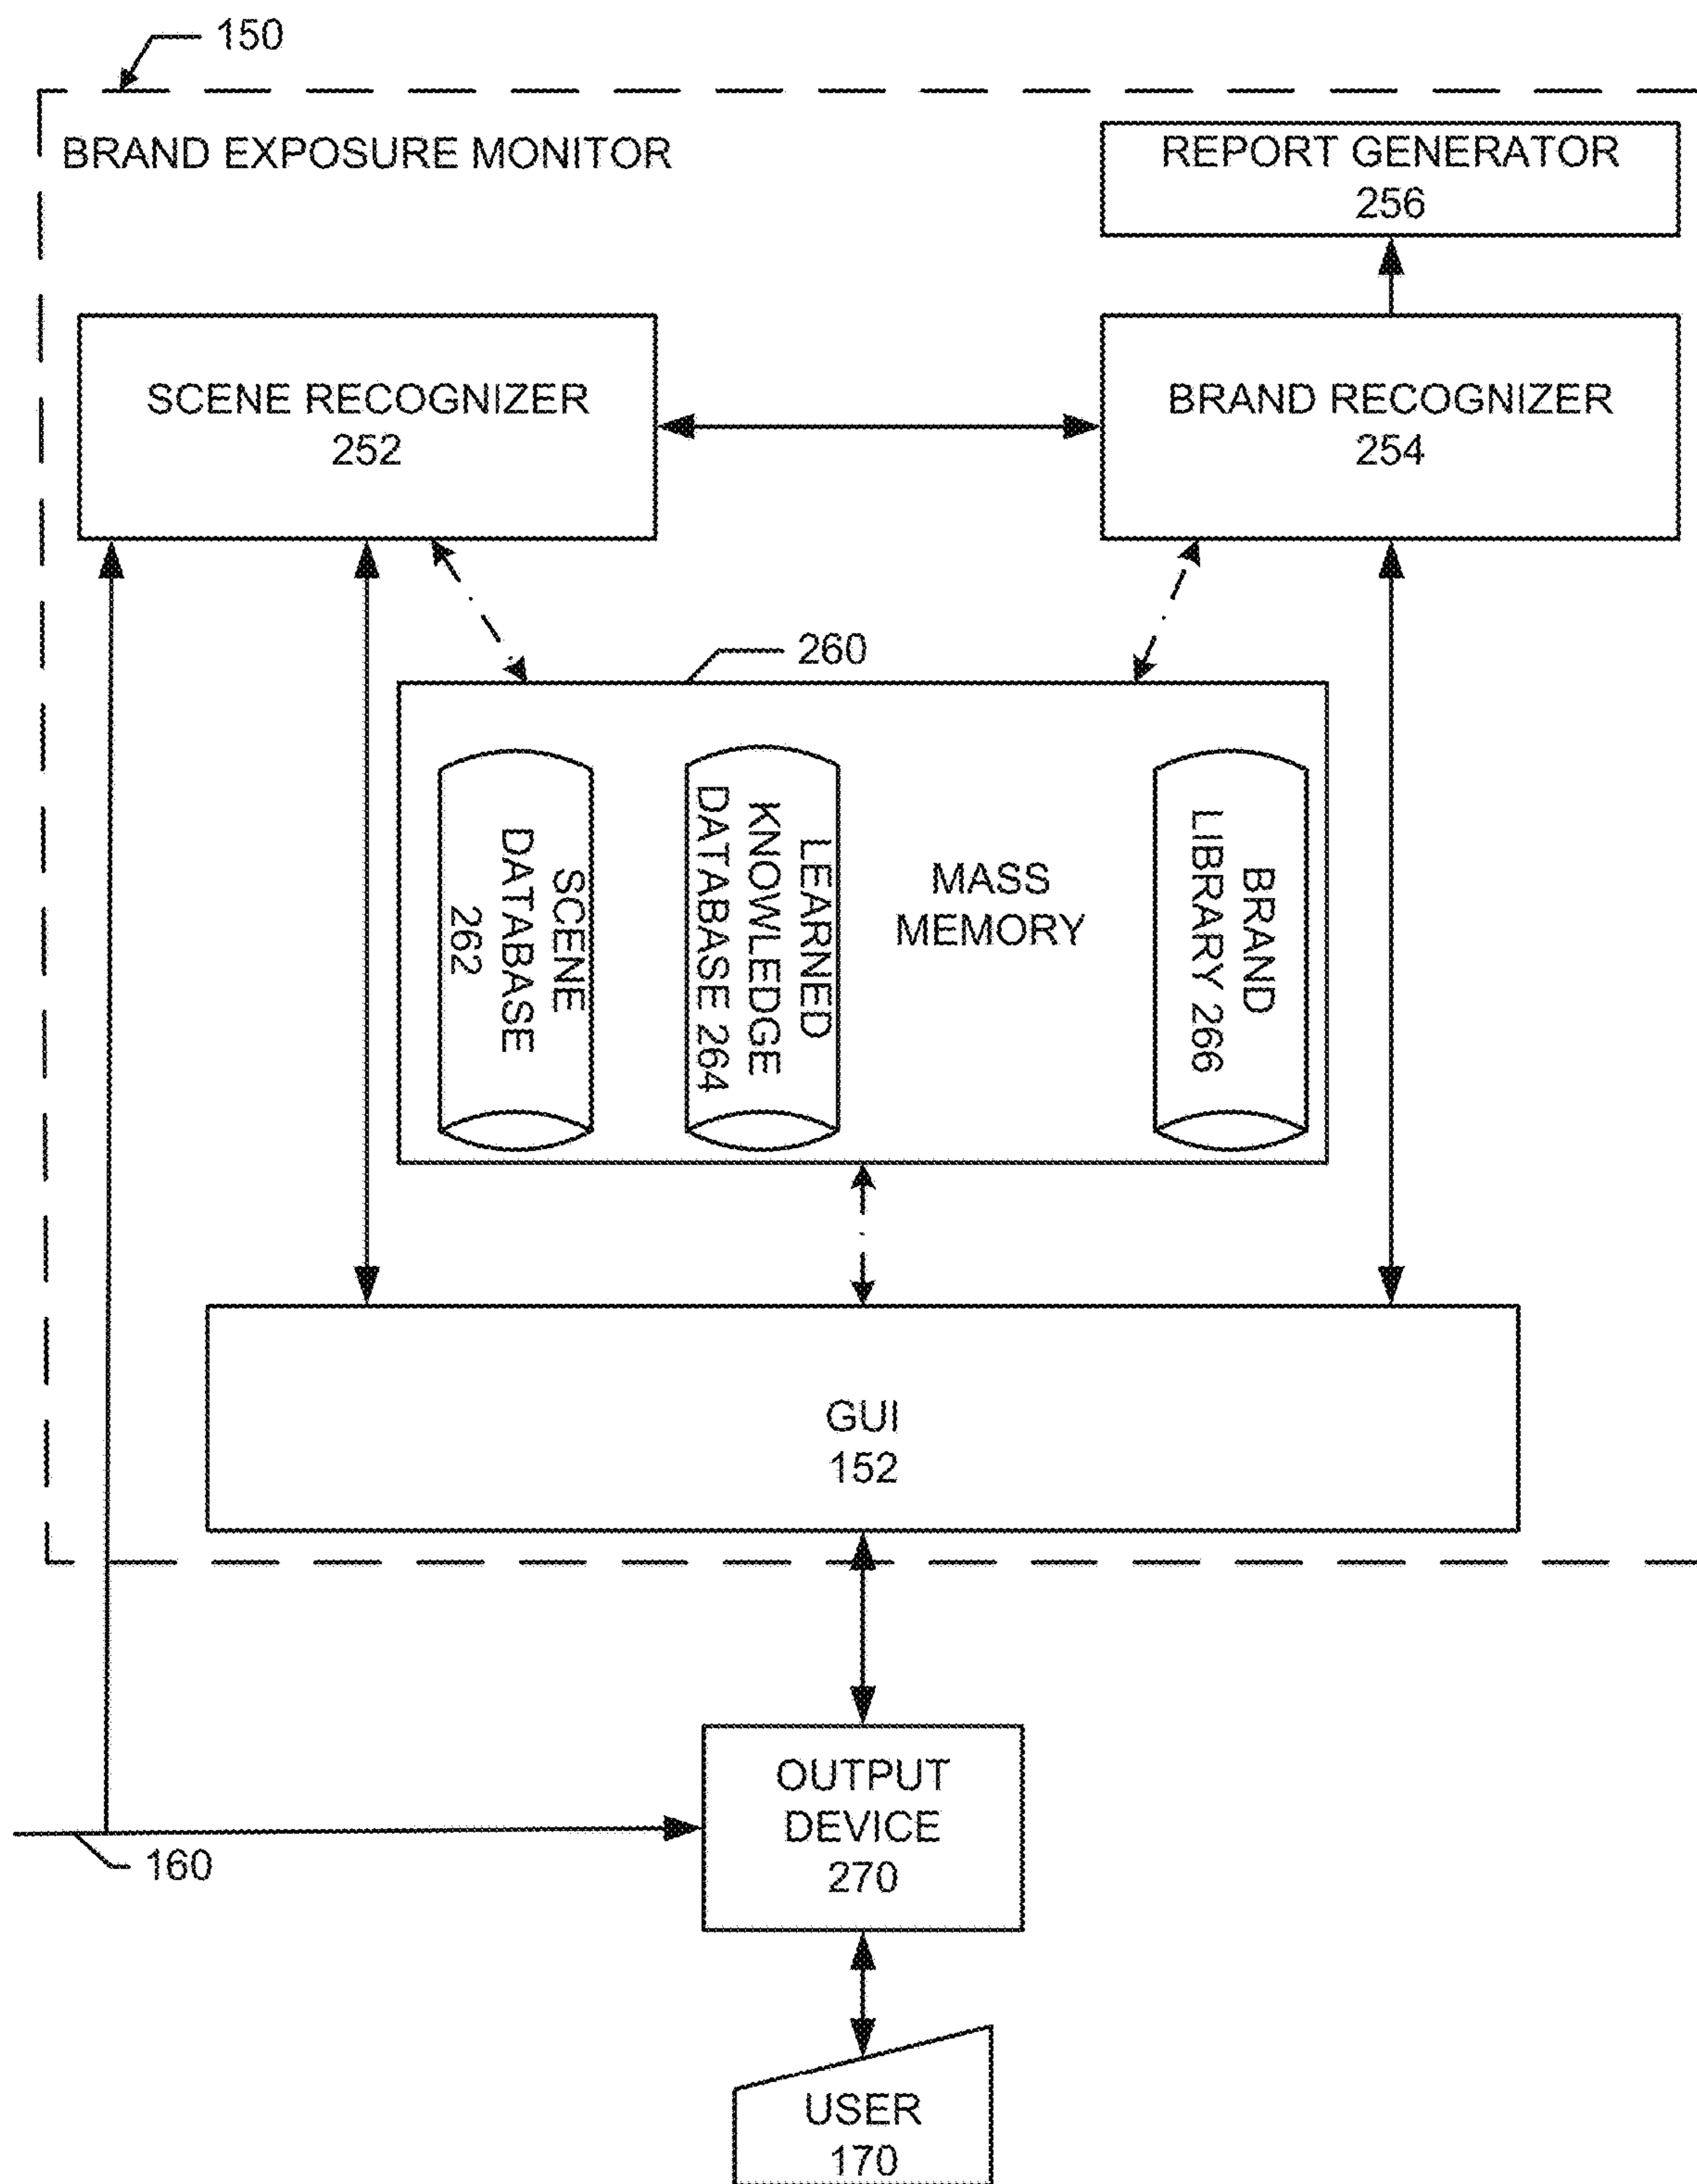 150
BRAND EXPOSURE MONITOR
REPORT GENERATOR
256
SCENE RECOGNIZER
252
BRAND RECOGNIZER
254
260
SCENE
DATABASE
262
LEARNED
KNOWLEDGE
DATABASE 264
MASS
MEMORY
BRAND
LIBRARY 266
GUI
152
OUTPUT
DEVICE
270
160
USER
170